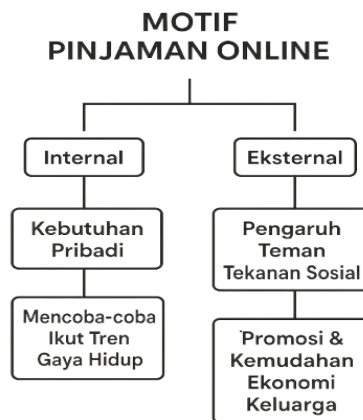 MOTIF
PINJAMAN ONLINE
Internal
Eksternal
Kebutuhan
Pribadi
Pengaruh
Teman
Tekanan Sosial
Mencoba-coba
Ikut Tren
Gaya Hidup
Promosi &
Kemudahan
Ekonomi
Keluarga